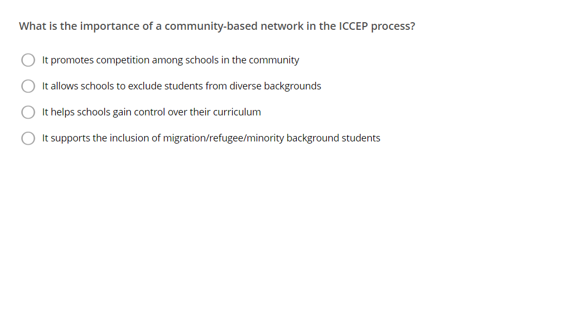 What is the importance of a community-based network in the ICCEP process?
It promotes competition among schools in the community
It allows schools to exclude students from diverse backgrounds
It helps schools gain control over their curriculum
It supports the inclusion of migration/refugee/minority background students